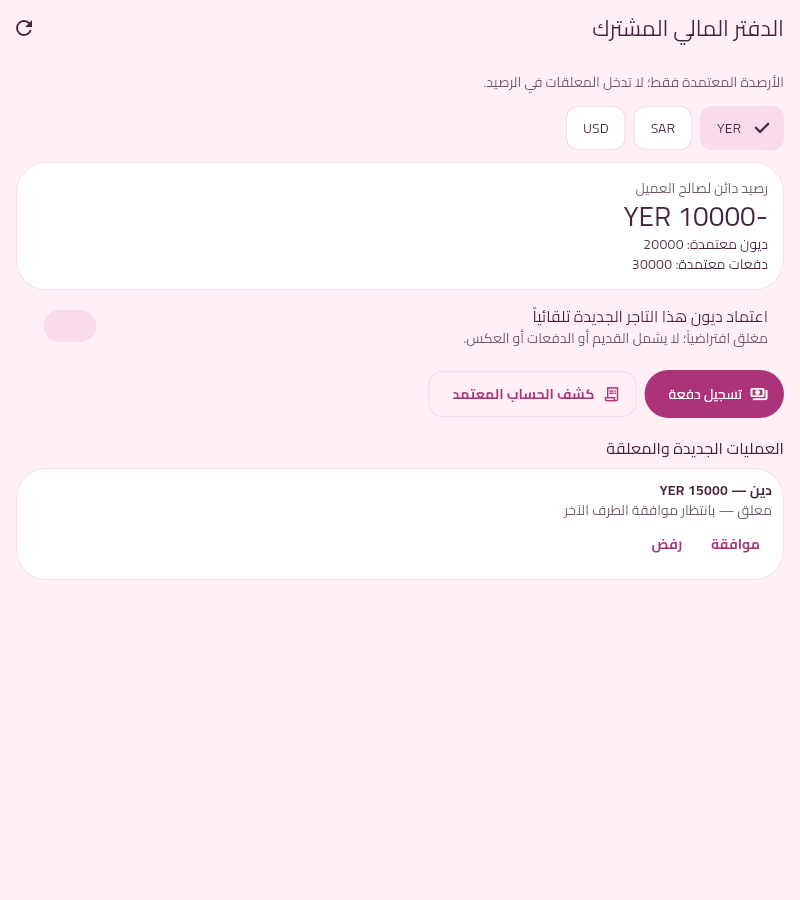 الدفتر المالي المشترك
الأرصدة المعتمدة فقط؛ لا تدخل المعلقات في الرصيد.
YER
SAR
USD
رصيد دائن لصالح العميل
YER 10000-
ديون معتمدة: 20000
دفعات معتمدة: 30000
اعتماد ديون هذا التاجر الجديدة تلقائياً
مغلق افتراضياً؛ لا يشمل القديم أو الدفعات أو العكس.
تسجيل دفعة
كشف الحساب المعتمد
العمليات الجديدة والمعلقة
دين — YER 15000
معلق — بانتظار موافقة الطرف الآخر
موافقة
رفض